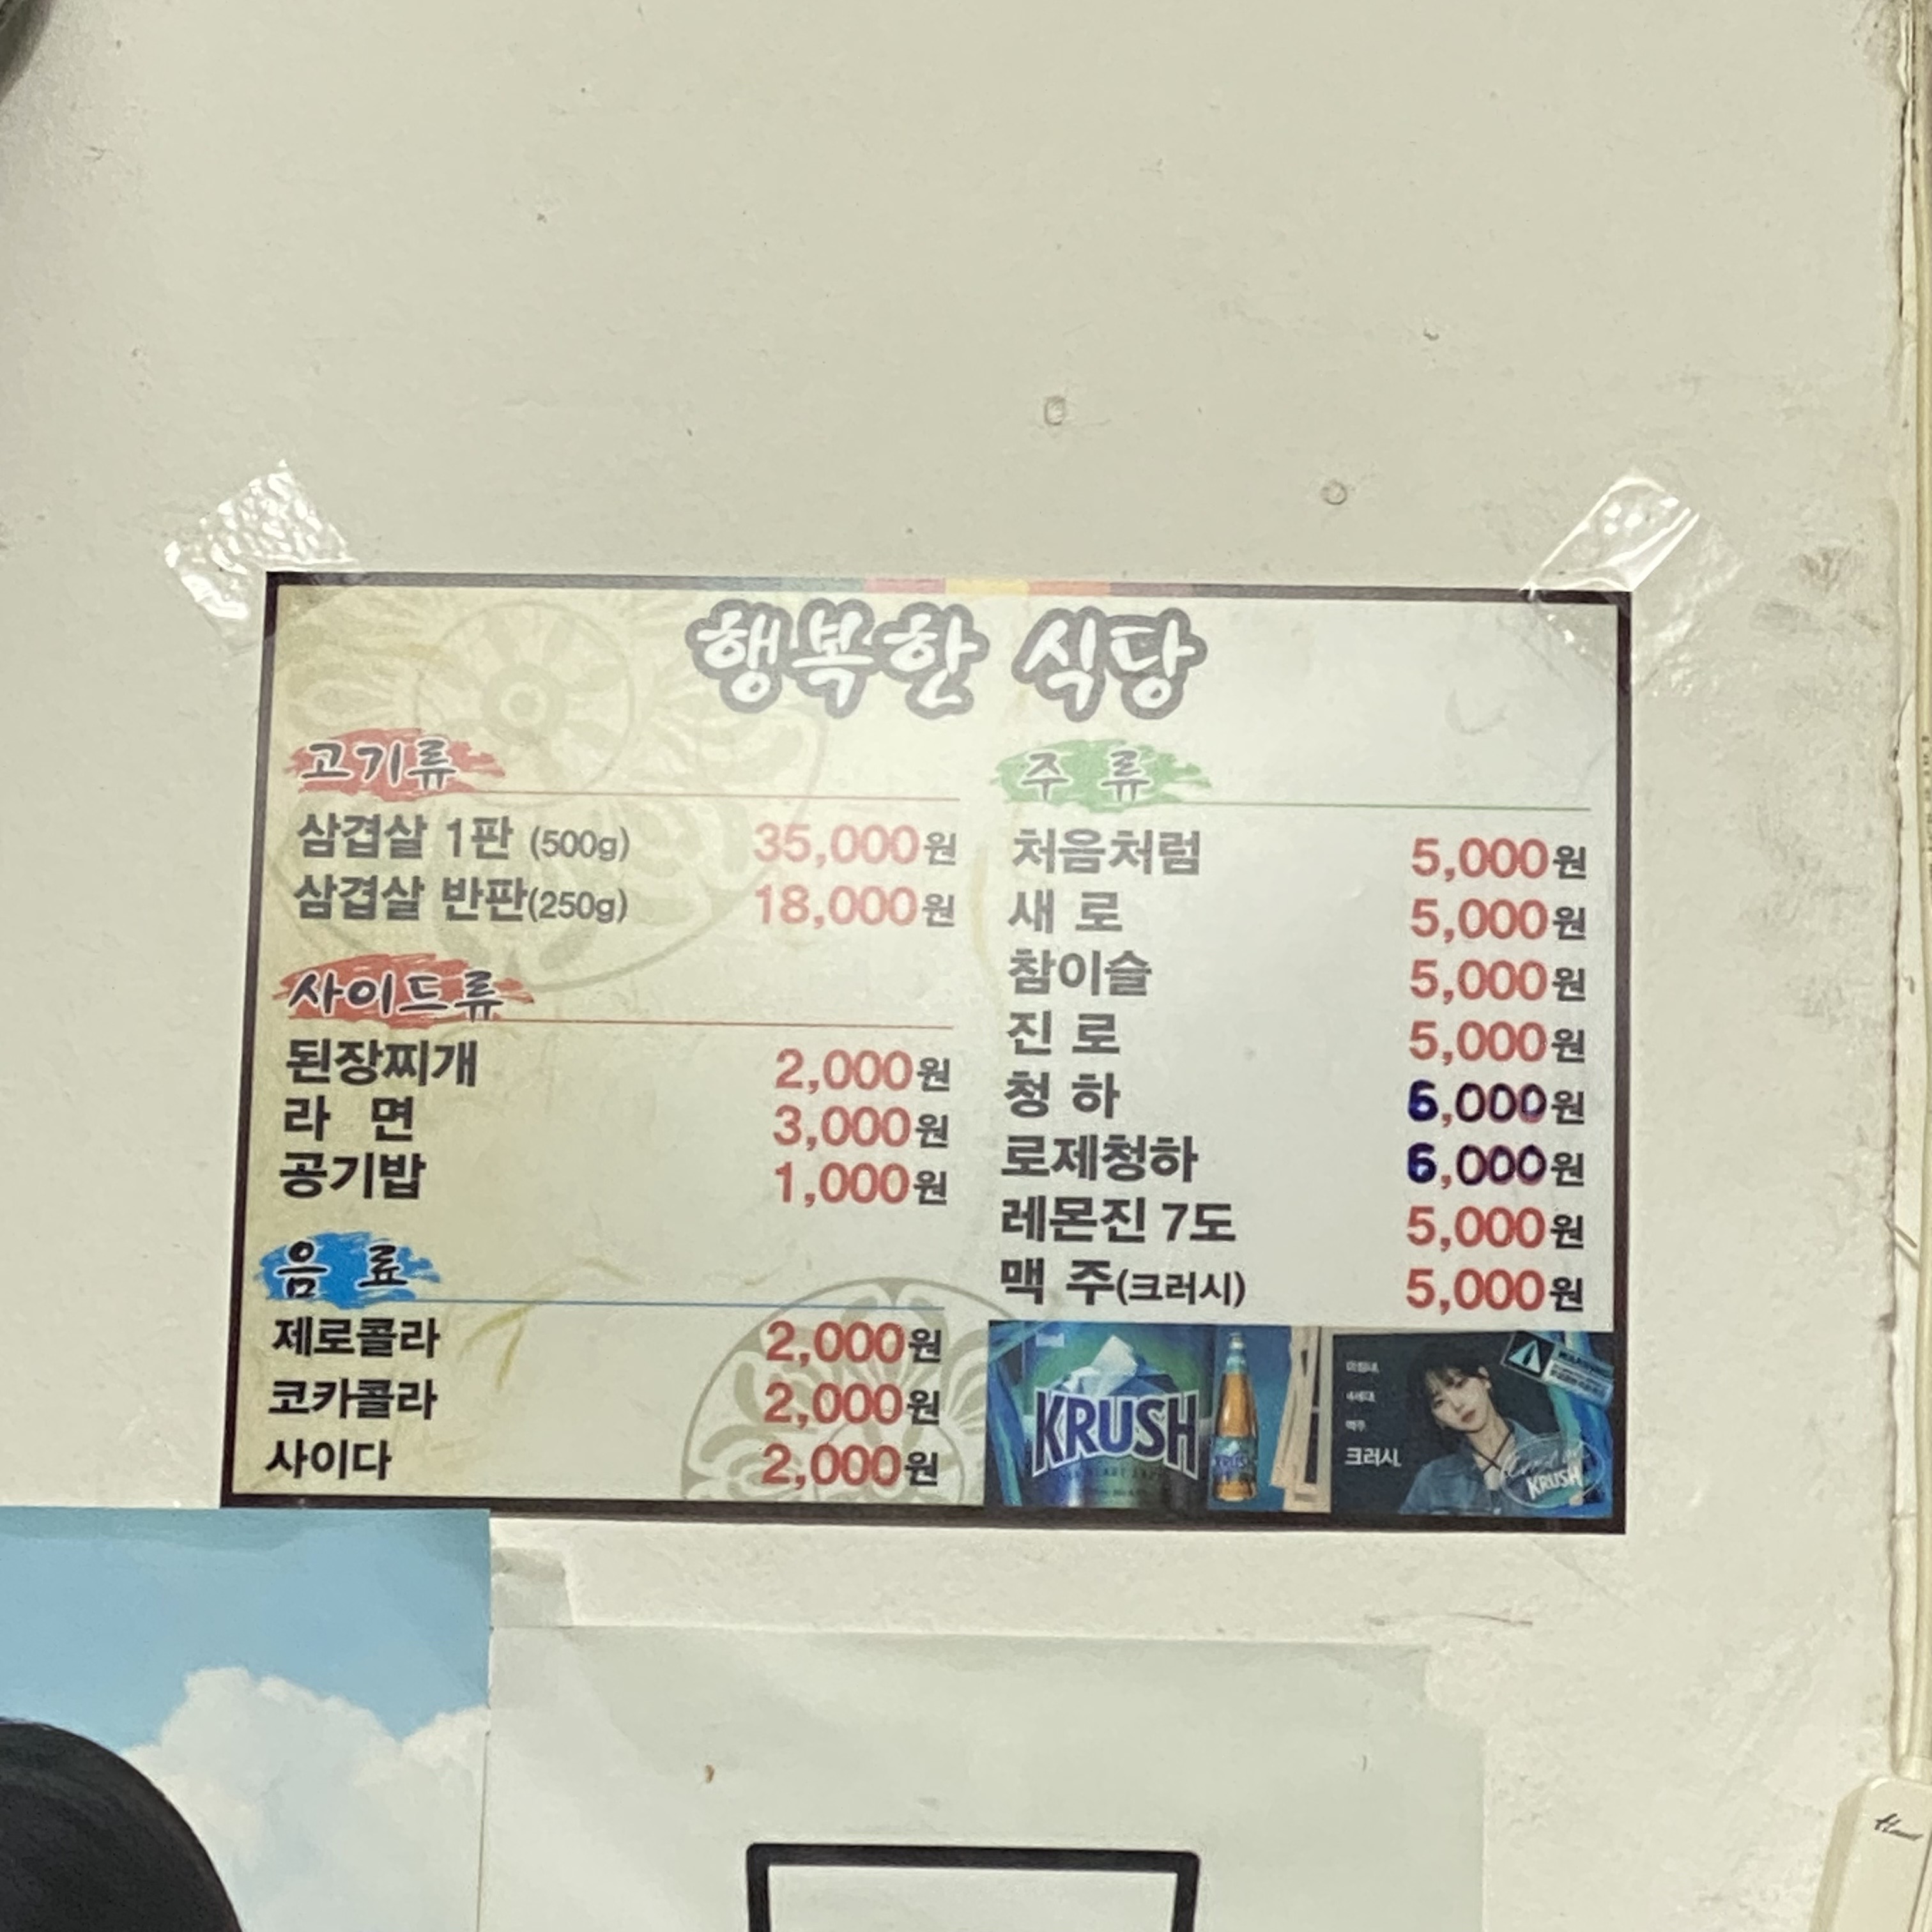 행복한 식당
고기류
삼겹살 1판 (500g) 35,000원
삼겹살 반판(250g) 18,000원
사이드류
된장찌개 2,000원
라 면 3,000원
공기밥 1,000원
음 료
제로콜라 2,000원
코카콜라 2,000원
사이다 2,000원
주 류
처음처럼 5,000원
새 로 5,000원
참이슬 5,000원
진 로 5,000원
청 하 6,000원
로제청하 6,000원
레몬진 7도 5,000원
맥 주(크러시) 5,000원
KRUSH
4세대
맥주
크러시
KRUSH